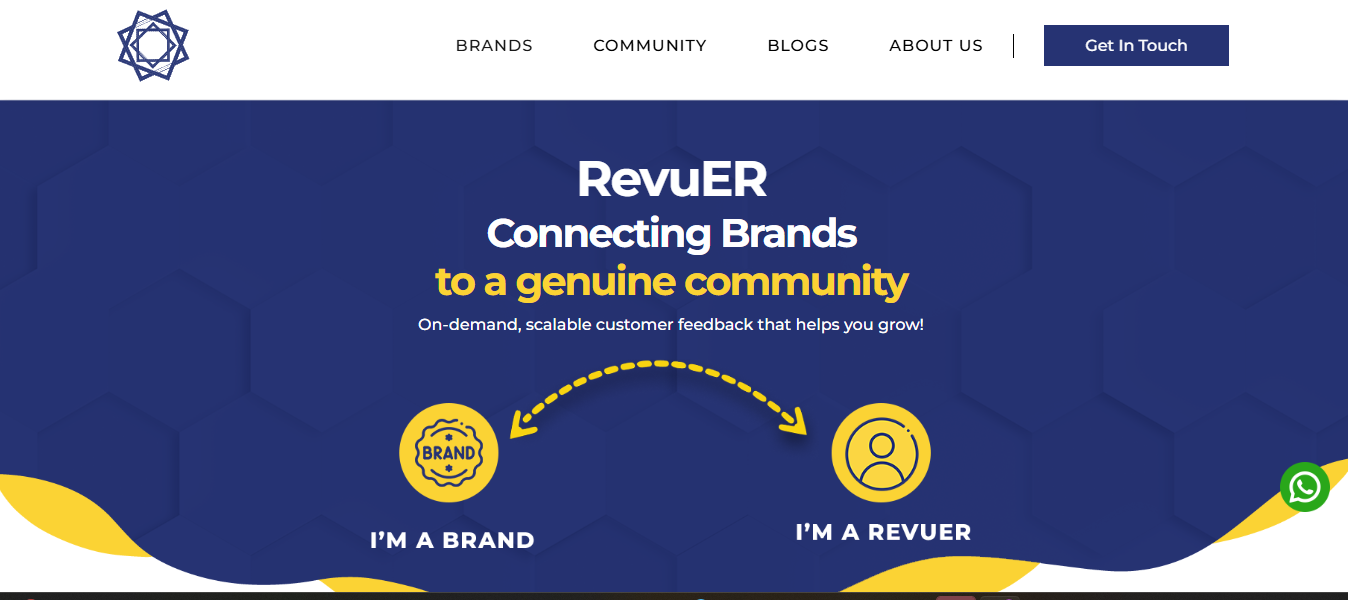 BRANDS
COMMUNITY
BLOGS
ABOUT US
Get In Touch
RevuER
Connecting Brands
to a genuine community
On-demand, scalable customer feedback that helps you grow!
BRAND
I’M A BRAND
I’M A REVUER